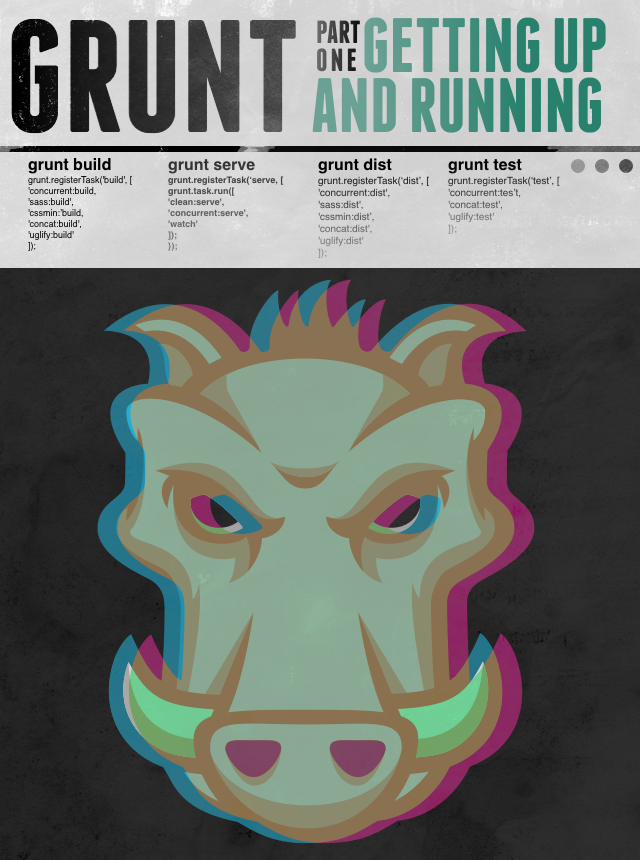 GRUNT
PART ONE
GETTING UP
AND RUNNING
grunt build
grunt.registerTask('build', [
'concurrent:build,
'sass:build',
'cssmin:'build,
'concat:build',
'uglify:build'
]);
grunt serve
grunt.registerTask('serve, [
grunt.task.run([
'clean:serve',
'concurrent:serve',
'watch'
]);
});
grunt dist
grunt.registerTask('dist', [
'concurrent:dist',
'sass:dist',
'cssmin:dist',
'concat:dist',
'uglify:dist'
]);
grunt test
grunt.registerTask('test', [
'concurrent:tes't,
'concat:test',
'uglify:test'
]);